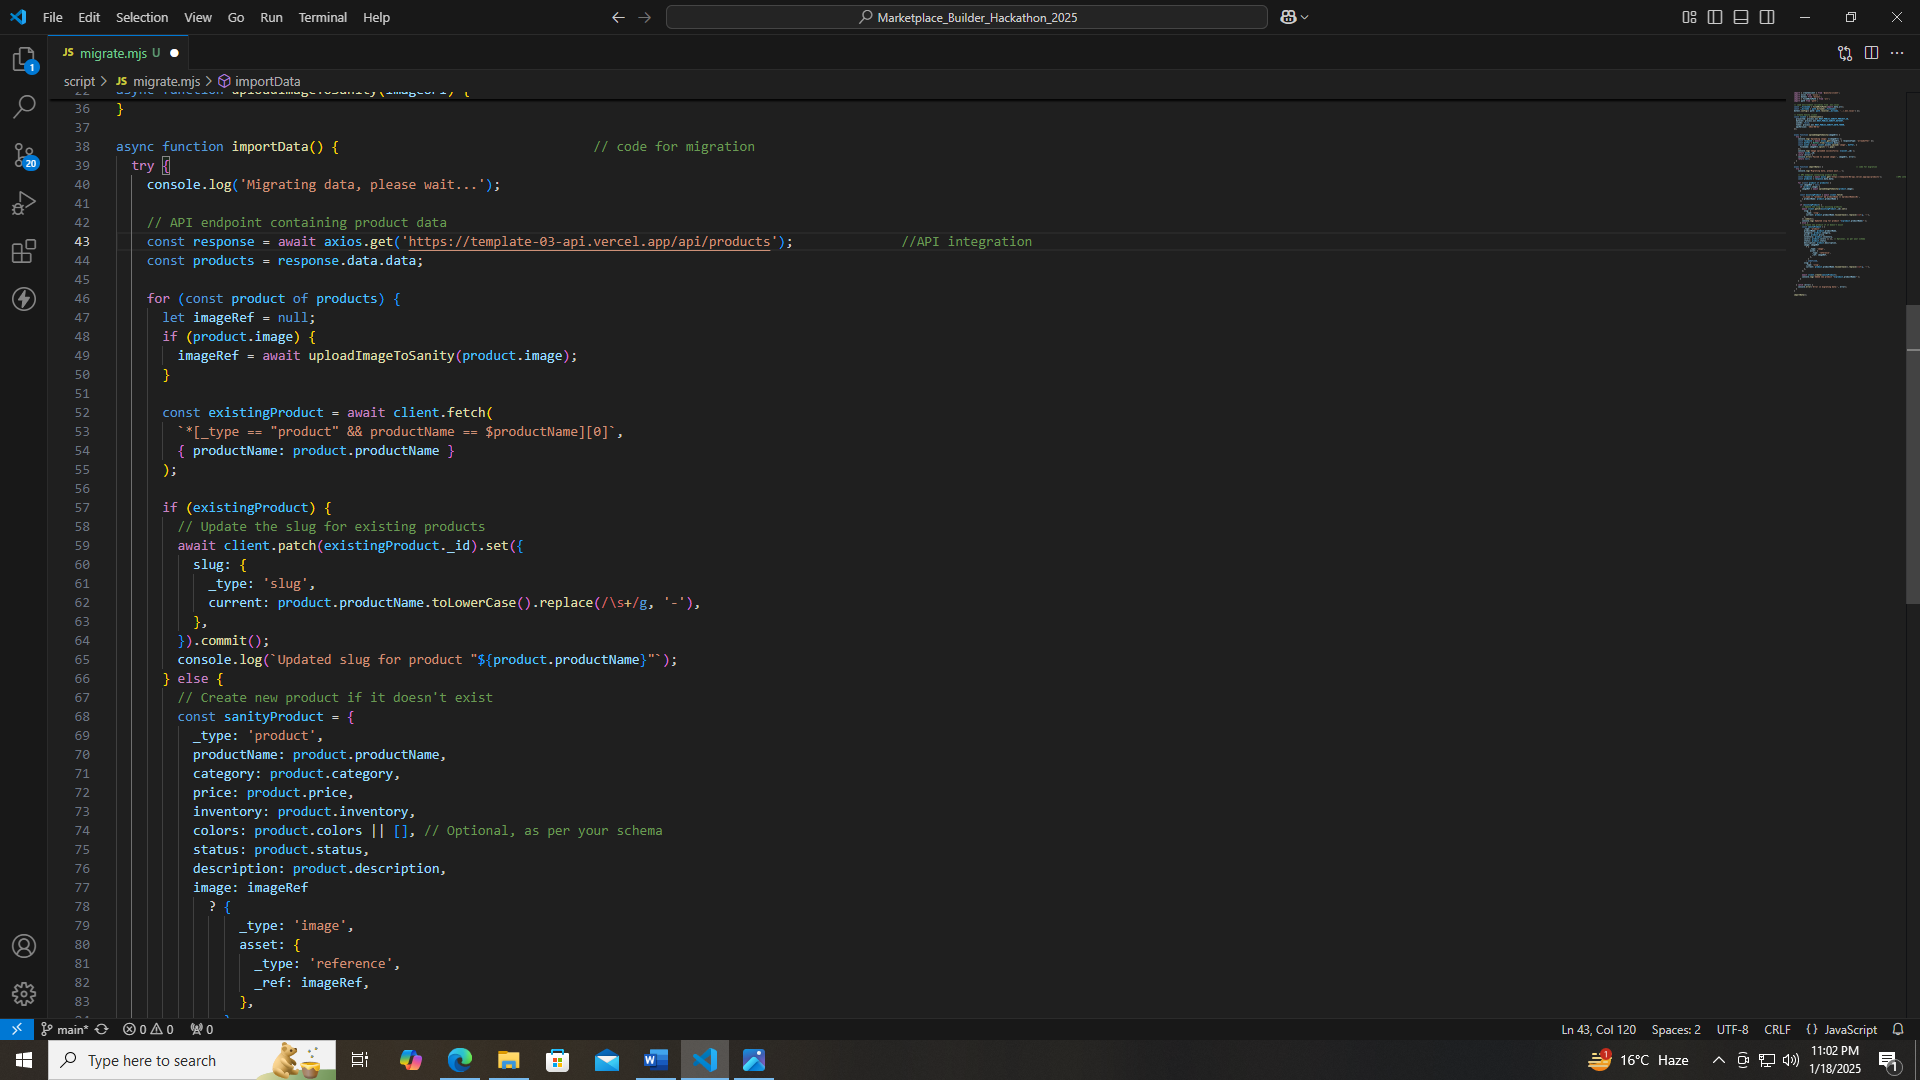 File Edit Selection View Go Run Terminal Help
Marketplace_Builder_Hackathon_2025
JS migrate.mjs U
script > JS migrate.mjs > importData
22 async function uploadImageToSanity(imageUrl) {
36 }
37
38 async function importData() { // code for migration
39 try {
40 console.log('Migrating data, please wait...');
41
42 // API endpoint containing product data
43 const response = await axios.get('https://template-03-api.vercel.app/api/products'); //API integration
44 const products = response.data.data;
45
46 for (const product of products) {
47 let imageRef = null;
48 if (product.image) {
49 imageRef = await uploadImageToSanity(product.image);
50 }
51
52 const existingProduct = await client.fetch(
53 `*[_type == "product" && productName == $productName][0]`,
54 { productName: product.productName }
55 );
56
57 if (existingProduct) {
58 // Update the slug for existing products
59 await client.patch(existingProduct._id).set({
60 slug: {
61 _type: 'slug',
62 current: product.productName.toLowerCase().replace(/\s+/g, '-'),
63 },
64 }).commit();
65 console.log(`Updated slug for product "${product.productName}"`);
66 } else {
67 // Create new product if it doesn't exist
68 const sanityProduct = {
69 _type: 'product',
70 productName: product.productName,
71 category: product.category,
72 price: product.price,
73 inventory: product.inventory,
74 colors: product.colors || [], // Optional, as per your schema
75 status: product.status,
76 description: product.description,
77 image: imageRef
78 ? {
79 _type: 'image',
80 asset: {
81 _type: 'reference',
82 _ref: imageRef,
83 },
1
20
main* 0 0 0 Ln 43, Col 120 Spaces: 2 UTF-8 CRLF {} JavaScript
Type here to search
1 16°C Haze
11:02 PM
1/18/2025
1